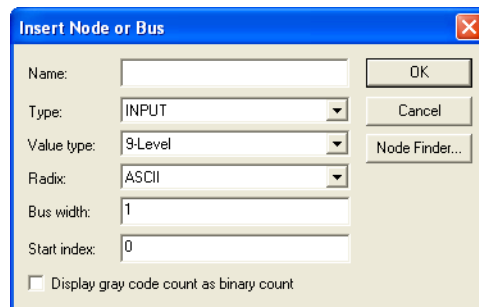 Insert Node or Bus
Name:
OK
Type: INPUT
Cancel
Value type: 9-Level
Node Finder...
Radix: ASCII
Bus width: 1
Start index: 0
Display gray code count as binary count